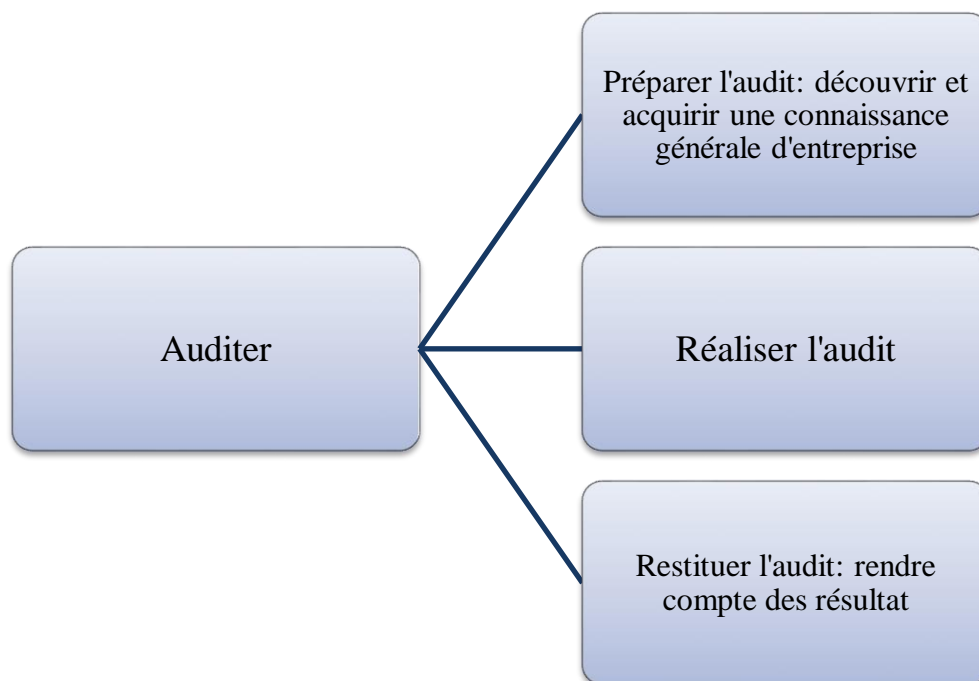 Préparer l'audit: découvrir et
acquirir une connaissance
générale d'entreprise
Auditer
Réaliser l'audit
Restituer l'audit: rendre
compte des résultat